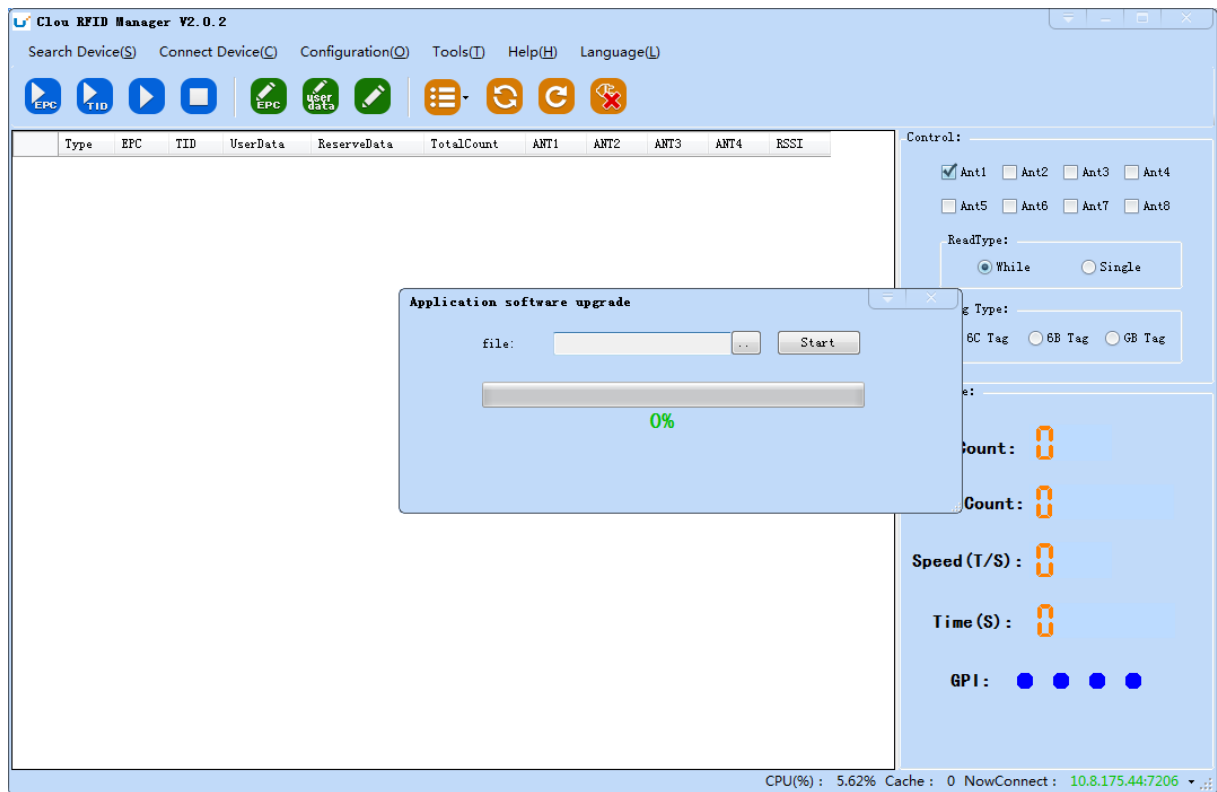 Clou RFID Manager V2.0.2
Search Device(S) Connect Device(C) Configuration(O) Tools(T) Help(H) Language(L)
EPC TID EPC user data
Type EPC TID UserData ReserveData TotalCount ANT1 ANT2 ANT3 ANT4 RSSI
Control:
Ant1 Ant2 Ant3 Ant4
Ant5 Ant6 Ant7 Ant8
ReadType:
While Single
Application software upgrade
file: .. Start
0%
g Type:
6C Tag 6B Tag GB Tag
e:
Count: 0
Count: 0
Speed(T/S): 0
Time(S): 0
GPI:
CPU(%) : 5.62% Cache : 0 NowConnect : 10.8.175.44:7206